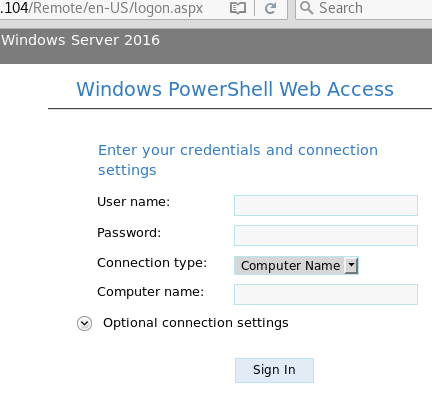 .104/Remote/en-US/logon.aspx
Search
Windows Server 2016
Windows PowerShell Web Access
Enter your credentials and connection
settings
User name:
Password:
Connection type:
Computer Name
Computer name:
Optional connection settings
Sign In